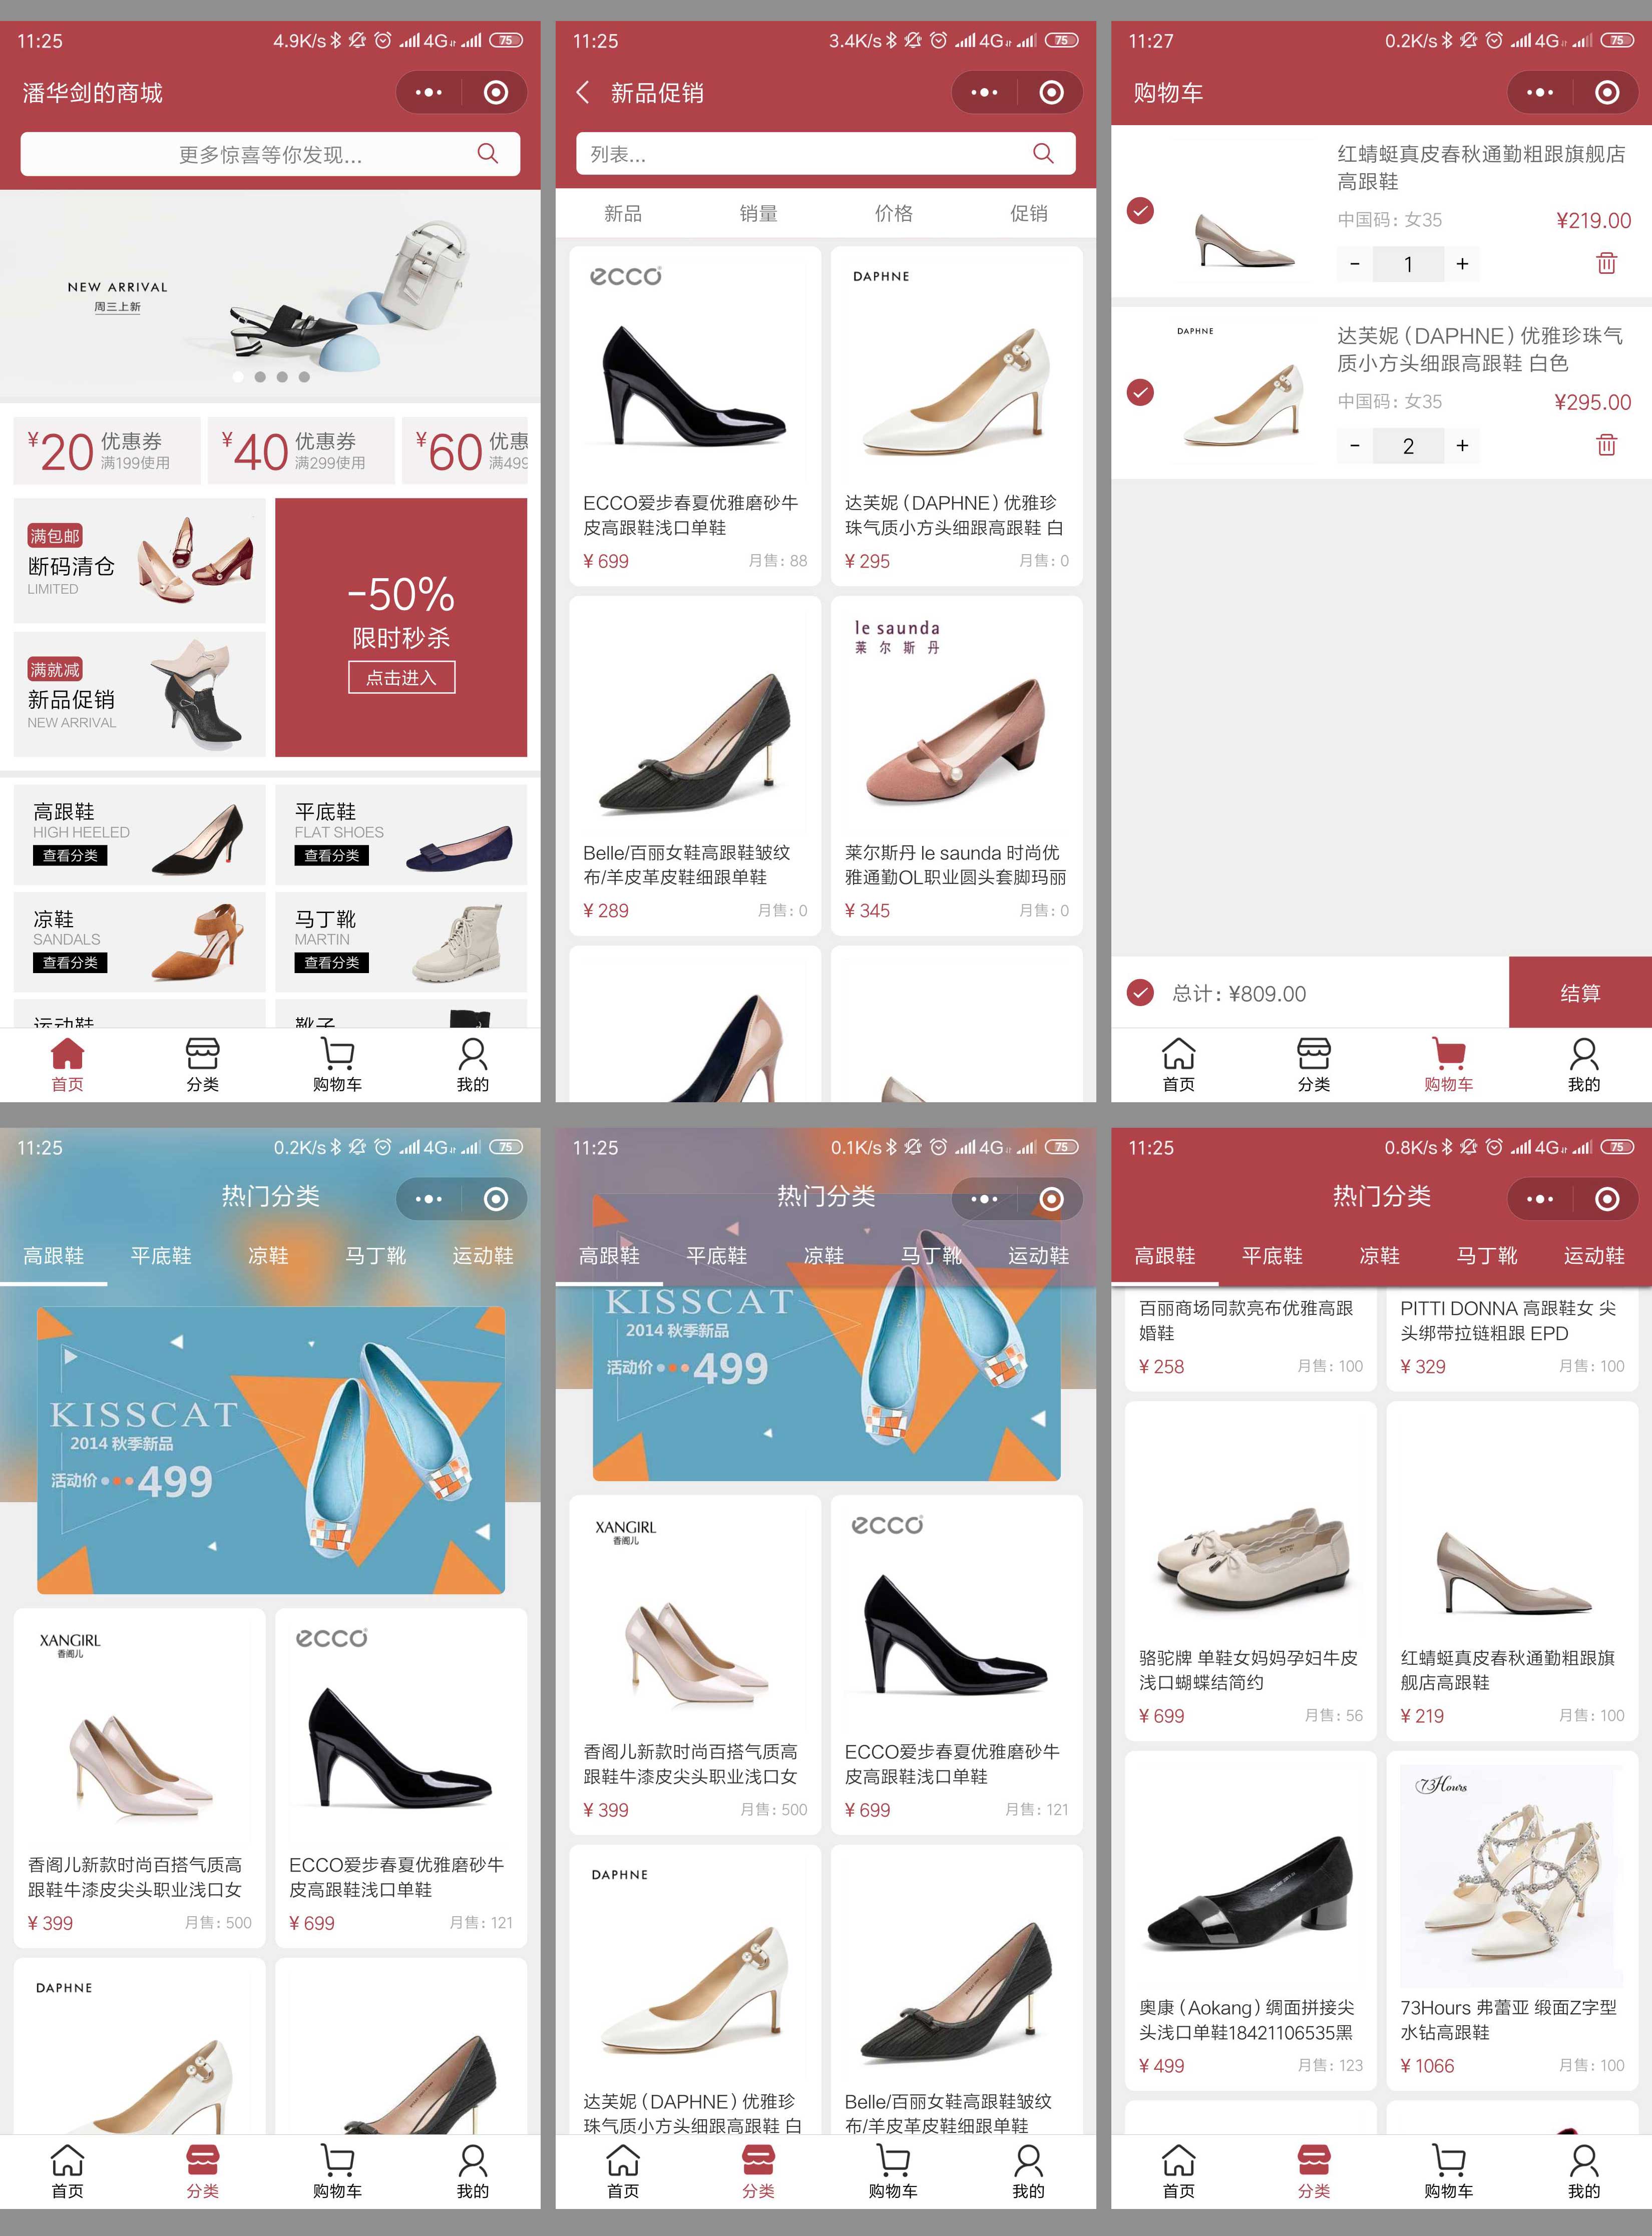 11:25
4.9K/s 4G 75
潘华剑的商城
更多惊喜等你发现...
NEW ARRIVAL
周三上新
¥20 优惠券
满199使用
¥40 优惠券
满299使用
¥60 优惠
满499
满包邮
断码清仓
LIMITED
满就减
新品促销
NEW ARRIVAL
-50%
限时秒杀
点击进入
高跟鞋
HIGH HEELED
查看分类
平底鞋
FLAT SHOES
查看分类
凉鞋
SANDALS
查看分类
马丁靴
MARTIN
查看分类
运动鞋
靴子
首页 分类 购物车 我的
11:25
3.4K/s 4G 75
新品促销
列表...
新品 销量 价格 促销
ecco
ECCO爱步春夏优雅磨砂牛
皮高跟鞋浅口单鞋
¥ 699 月售: 88
DAPHNE
达芙妮（DAPHNE）优雅珍
珠气质小方头细跟高跟鞋 白
¥ 295 月售: 0
Belle/百丽女鞋高跟鞋皱纹
布/羊皮革皮鞋细跟单鞋
¥ 289 月售: 0
le saunda
莱尔斯丹
莱尔斯丹 le saunda 时尚优
雅通勤OL职业圆头套脚玛丽
¥ 345 月售: 0
11:27
0.2K/s 4G 75
购物车
红蜻蜓真皮春秋通勤粗跟旗舰店
高跟鞋
中国码: 女35 ¥219.00
- 1 +
DAPHNE
达芙妮（DAPHNE）优雅珍珠气
质小方头细跟高跟鞋 白色
中国码: 女35 ¥295.00
- 2 +
总计: ¥809.00 结算
首页 分类 购物车 我的
11:25
0.2K/s 4G 75
热门分类
高跟鞋 平底鞋 凉鞋 马丁靴 运动鞋
KISSCAT
2014 秋季新品
活动价 499
XANGIRL
香阁儿
香阁儿新款时尚百搭气质高
跟鞋牛漆皮尖头职业浅口女
¥ 399 月售: 500
ecco
ECCO爱步春夏优雅磨砂牛
皮高跟鞋浅口单鞋
¥ 699 月售: 121
DAPHNE
首页 分类 购物车 我的
11:25
0.1K/s 4G 75
热门分类
高跟鞋 平底鞋 凉鞋 马丁靴 运动鞋
KISSCAT
2014 秋季新品
活动价 499
XANGIRL
香阁儿
香阁儿新款时尚百搭气质高
跟鞋牛漆皮尖头职业浅口女
¥ 399 月售: 500
ecco
ECCO爱步春夏优雅磨砂牛
皮高跟鞋浅口单鞋
¥ 699 月售: 121
DAPHNE
达芙妮（DAPHNE）优雅珍
珠气质小方头细跟高跟鞋 白
Belle/百丽女鞋高跟鞋皱纹
布/羊皮革皮鞋细跟单鞋
首页 分类 购物车 我的
11:25
0.8K/s 4G 75
热门分类
高跟鞋 平底鞋 凉鞋 马丁靴 运动鞋
百丽商场同款亮布优雅高跟
婚鞋
¥ 258 月售: 100
PITTI DONNA 高跟鞋女 尖
头绑带拉链粗跟 EPD
¥ 329 月售: 100
骆驼牌 单鞋女妈妈孕妇牛皮
浅口蝴蝶结简约
¥ 699 月售: 56
红蜻蜓真皮春秋通勤粗跟旗
舰店高跟鞋
¥ 219 月售: 100
奥康（Aokang）绸面拼接尖
头浅口单鞋18421106535黑
¥ 499 月售: 123
73Hours
73Hours 弗蕾亚 缎面Z字型
水钻高跟鞋
¥ 1066 月售: 100
首页 分类 购物车 我的